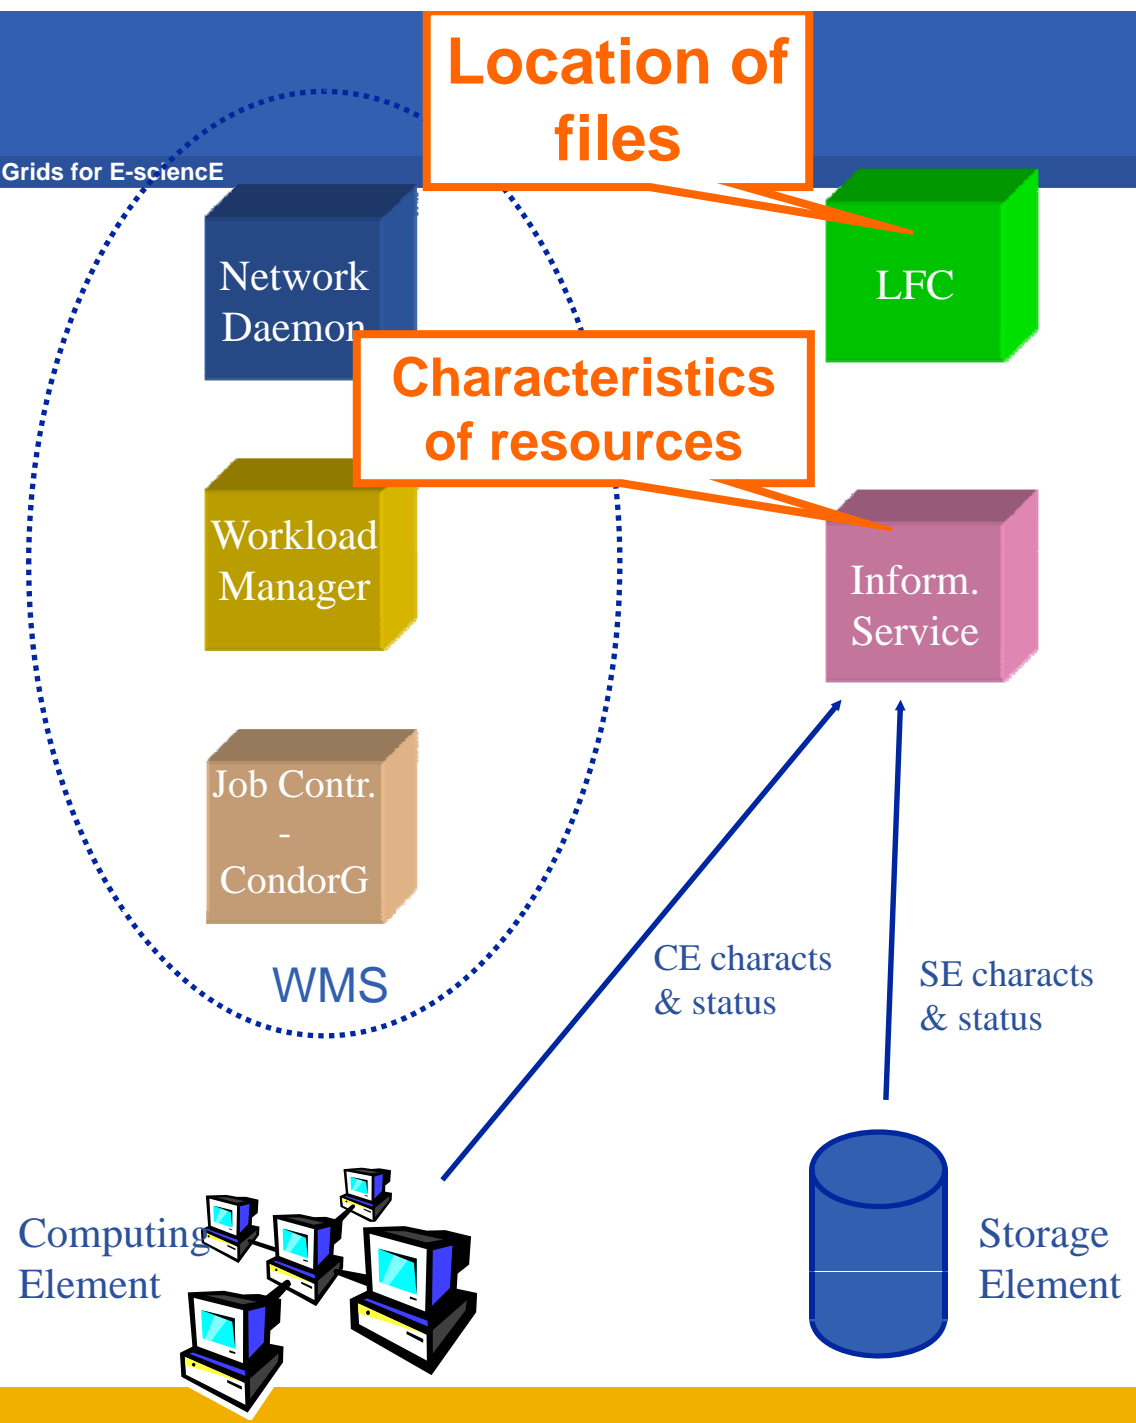 Location of
files
Grids for E-sciencE
Network
Daemon
LFC
Characteristics
of resources
Workload
Manager
Inform.
Service
Job Contr.
-
CondorG
WMS
CE characts
& status
SE characts
& status
Computing
Element
Storage
Element